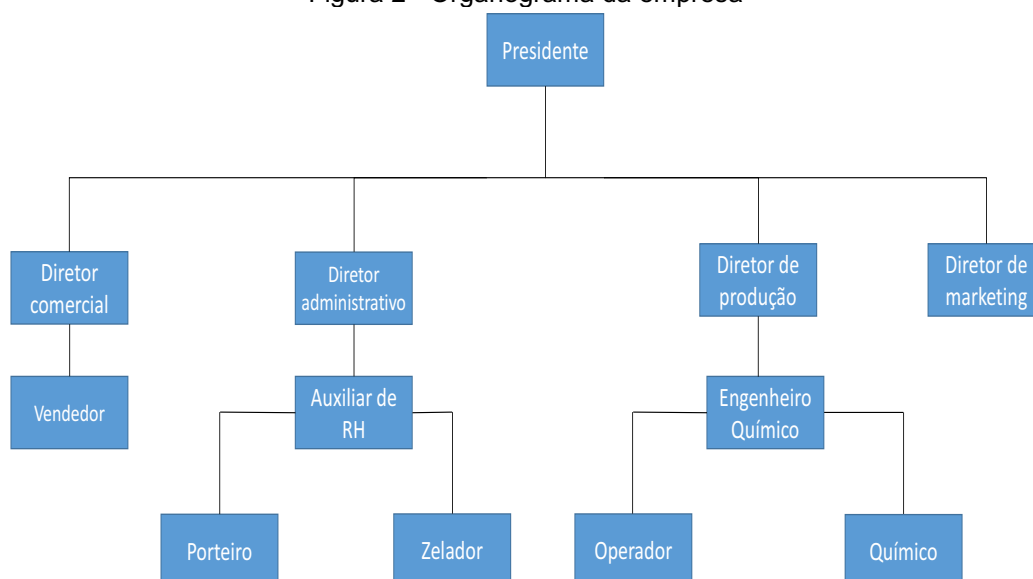 Figura 2 - Organograma da empresa
Presidente
Diretor
comercial
Diretor
administrativo
Diretor de
produção
Diretor de
marketing
Vendedor
Auxiliar de
RH
Engenheiro
Químico
Porteiro
Zelador
Operador
Químico